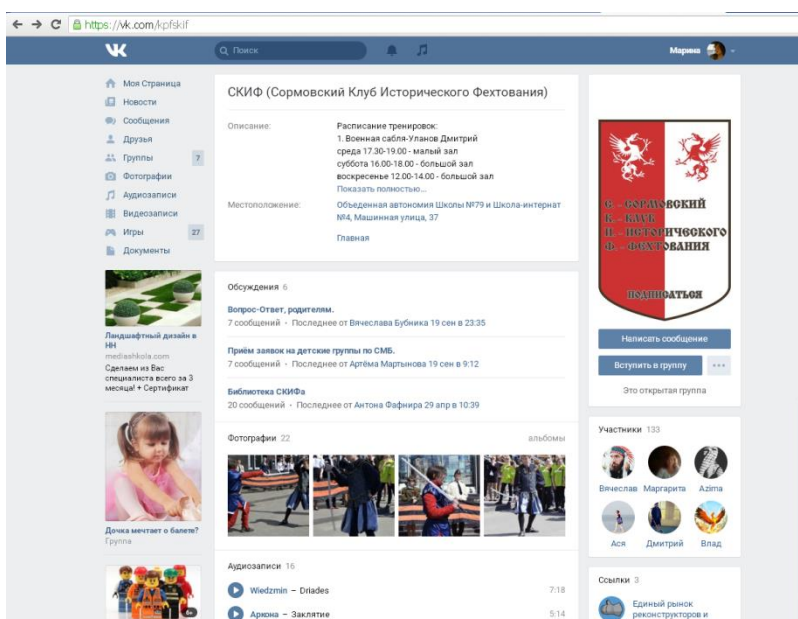 https://vk.com/kpfskif
Поиск
Марина
Моя Страница
Новости
Сообщения
Друзья
Группы 7
Фотографии
Аудиозаписи
Видеозаписи
Игры 27
Документы
Ландшафтный дизайн в
НН
mediashkola.com
Сделаем из Вас
специалиста всего за 3
месяца! + Сертификат
Дочка мечтает о балете?
Группа
6+
СКИФ (Сормовский Клуб Исторического Фехтования)
Описание:
Расписание тренировок:
1. Военная сабля-Уланов Дмитрий
среда 17.30-19.00 - малый зал
суббота 16.00-18.00 - большой зал
воскресенье 12.00-14.00 - большой зал
Показать полностью...
Местоположение:
Объеденная автономия Школы №79 и Школа-интернат
№4, Машинная улица, 37
Главная
Обсуждения 6
Вопрос-Ответ, родителям.
7 сообщений · Последнее от Вячеслава Бубника 19 сен в 23:35
Приём заявок на детские группы по СМБ.
7 сообщений · Последнее от Артёма Мартынова 19 сен в 9:12
Библиотека СКИФа
20 сообщений · Последнее от Антона Фафнира 29 апр в 10:39
Фотографии 22
альбомы
Аудиозаписи 16
Wiedzmin – Driades 7:18
Аркона – Заклятие 5:14
С. - СОРМОВСКИЙ
К. - КЛУБ
И. - ИСТОРИЧЕСКОГО
Ф. - ФЕХТОВАНИЯ
ПОДПИСАТЬСЯ
Написать сообщение
Вступить в группу
Это открытая группа
Участники 133
Вячеслав Маргарита Azima
Ася Дмитрий Влад
Ссылки 3
Единый рынок
реконструкторов и